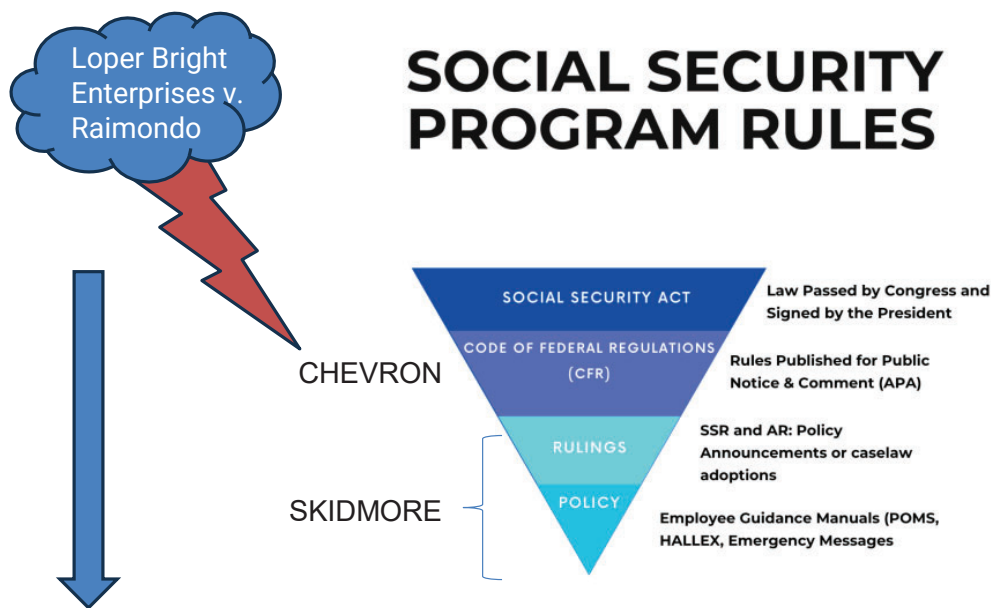 Loper Bright
Enterprises v.
Raimondo
SOCIAL SECURITY
PROGRAM RULES
SOCIAL SECURITY ACT
Law Passed by Congress and
Signed by the President
CHEVRON
CODE OF FEDERAL REGULATIONS
(CFR)
Rules Published for Public
Notice & Comment (APA)
RULINGS
SSR and AR: Policy
Announcements or caselaw
adoptions
SKIDMORE
POLICY
Employee Guidance Manuals (POMS,
HALLEX, Emergency Messages